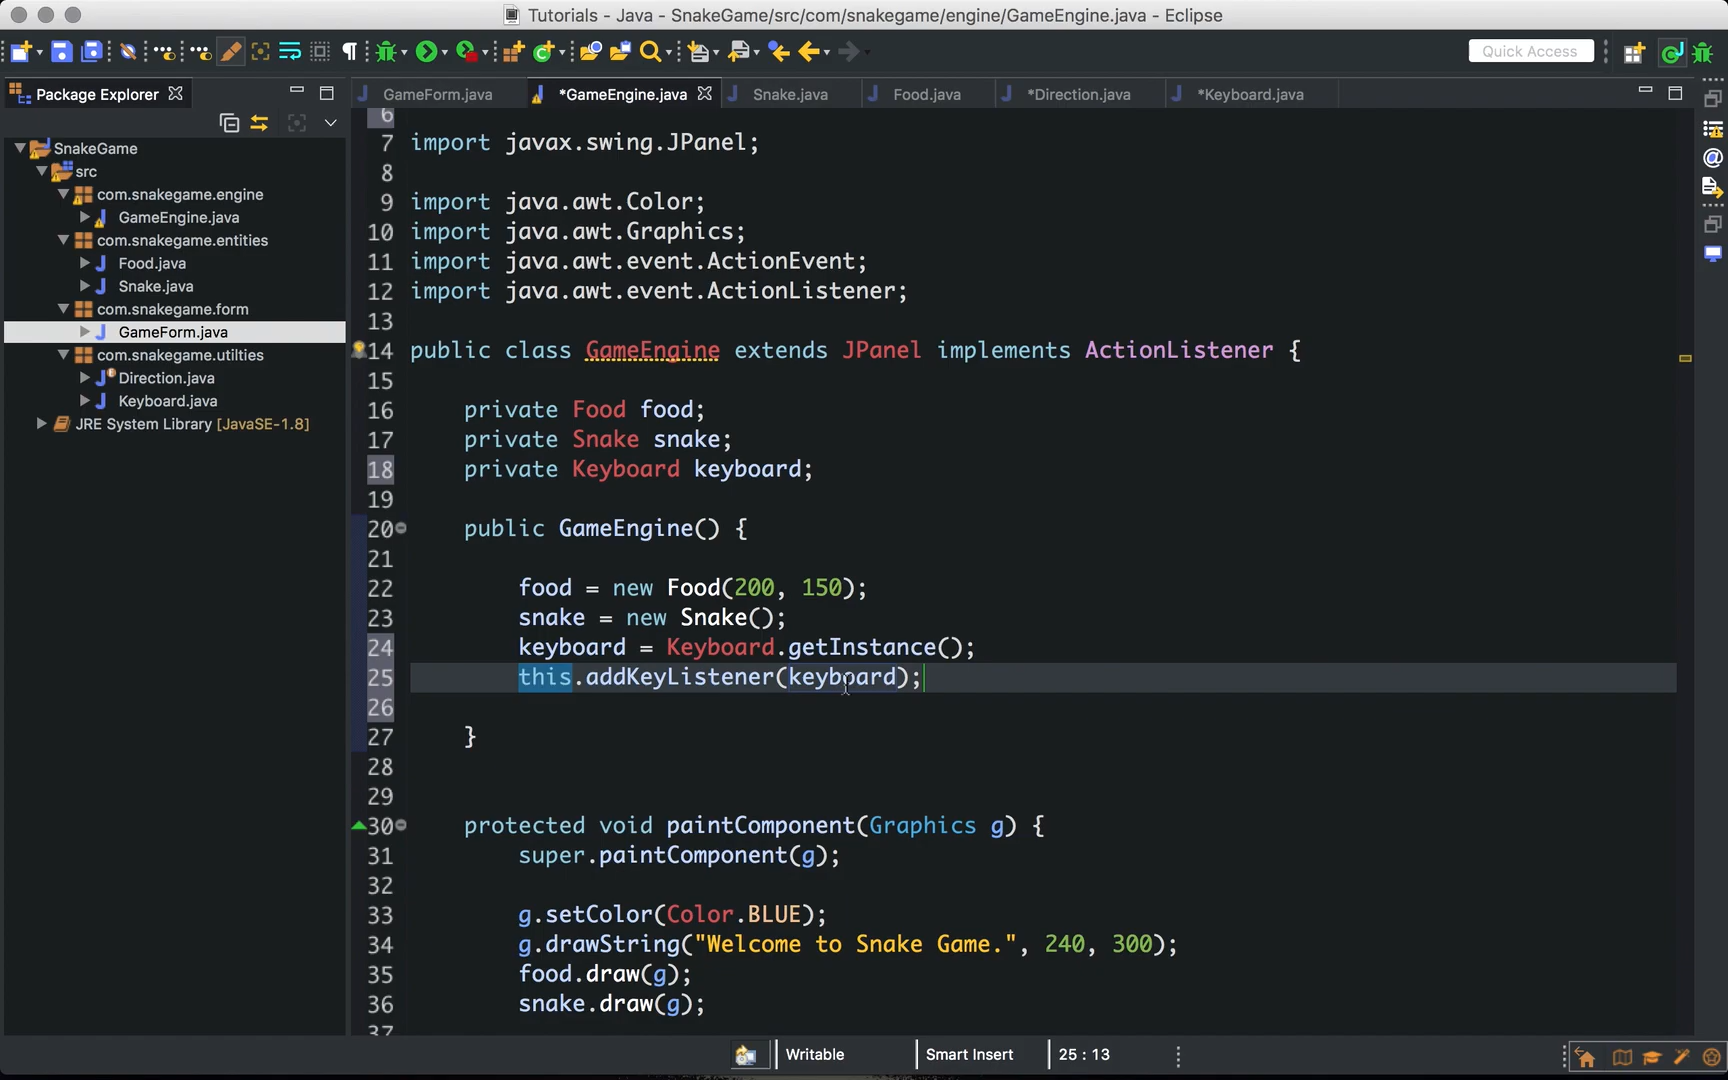 Tutorials - Java - SnakeGame/src/com/snakegame/engine/GameEngine.java - Eclipse
Quick Access
Package Explorer
GameForm.java
*GameEngine.java
Snake.java
Food.java
*Direction.java
*Keyboard.java
SnakeGame
src
com.snakegame.engine
GameEngine.java
com.snakegame.entities
Food.java
Snake.java
com.snakegame.form
GameForm.java
com.snakegame.utilties
Direction.java
Keyboard.java
JRE System Library [JavaSE-1.8]
6
7 import javax.swing.JPanel;
8
9 import java.awt.Color;
10 import java.awt.Graphics;
11 import java.awt.event.ActionEvent;
12 import java.awt.event.ActionListener;
13
14 public class GameEngine extends JPanel implements ActionListener {
15
16 private Food food;
17 private Snake snake;
18 private Keyboard keyboard;
19
20 public GameEngine() {
21
22 food = new Food(200, 150);
23 snake = new Snake();
24 keyboard = Keyboard.getInstance();
25 this.addKeyListener(keyboard);
26
27 }
28
29
30 protected void paintComponent(Graphics g) {
31 super.paintComponent(g);
32
33 g.setColor(Color.BLUE);
34 g.drawString("Welcome to Snake Game.", 240, 300);
35 food.draw(g);
36 snake.draw(g);
37
Writable
Smart Insert
25 : 13